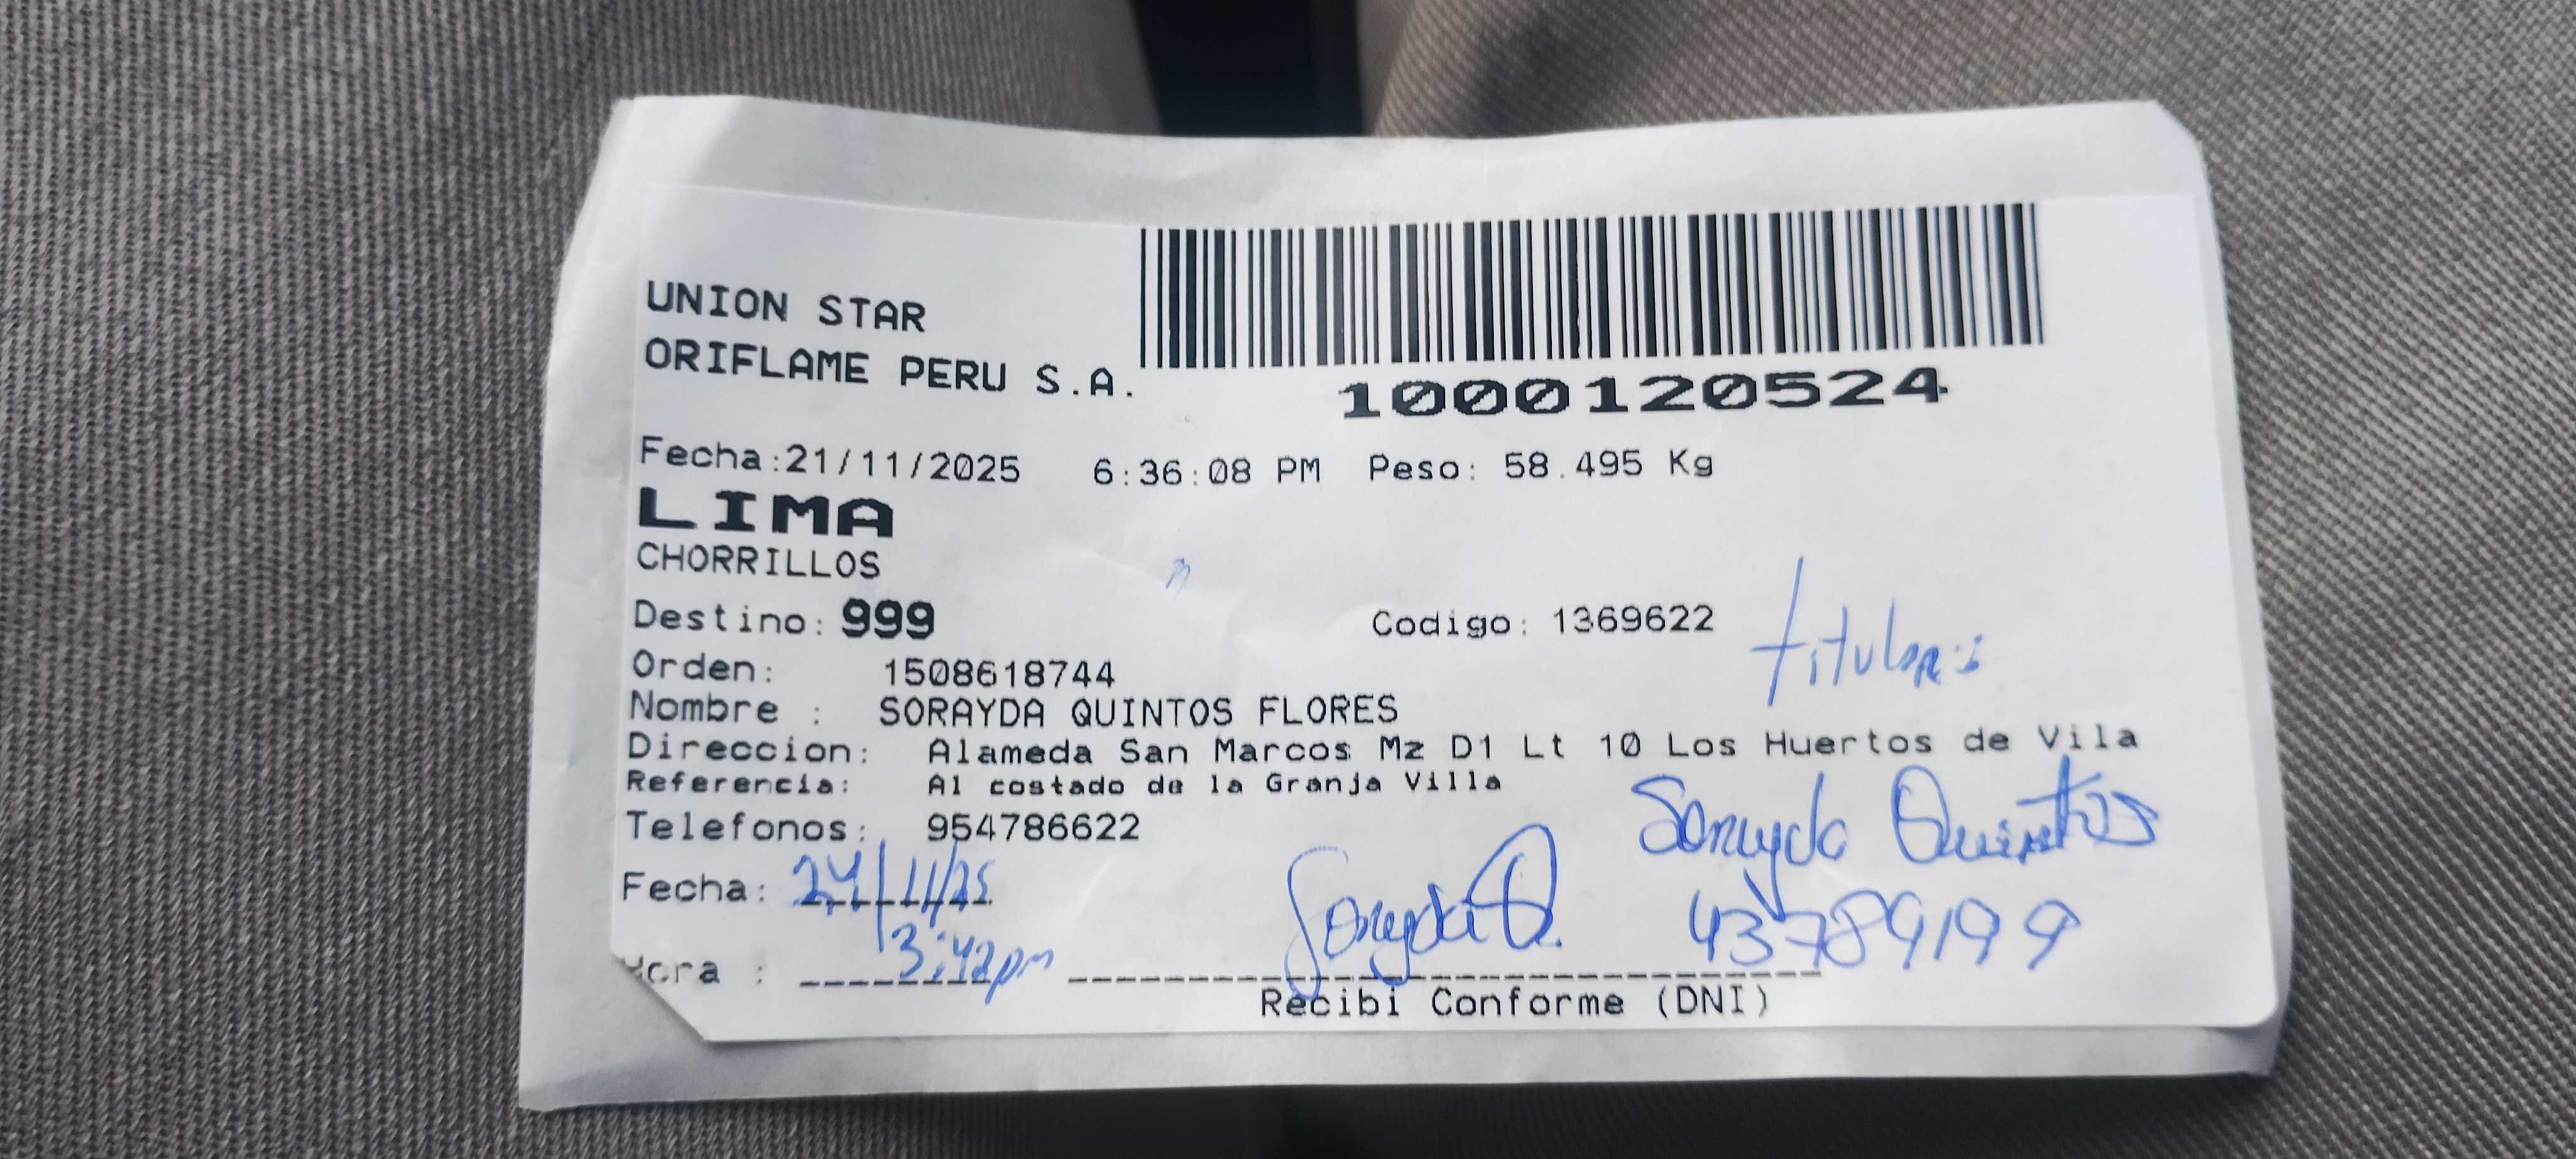 UNION STAR
ORIFLAME PERU S.A.
1000120524
Fecha:21/11/2025 6:36:08 PM Peso: 58.495 Kg
LIMA
CHORRILLOS
Destino: 999 Codigo: 1369622
Orden: 1508618744
Nombre : SORAYDA QUINTOS FLORES
Direccion: Alameda San Marcos Mz D1 Lt 10 Los Huertos de Vila
Referencia: Al costado de la Granja Villa
Telefonos: 954786622
Sorayda Quintos
Fecha: 24/11/25
Sorayda Q. 43789199
Hora : 3:42pm
Recibi Conforme (DNI)